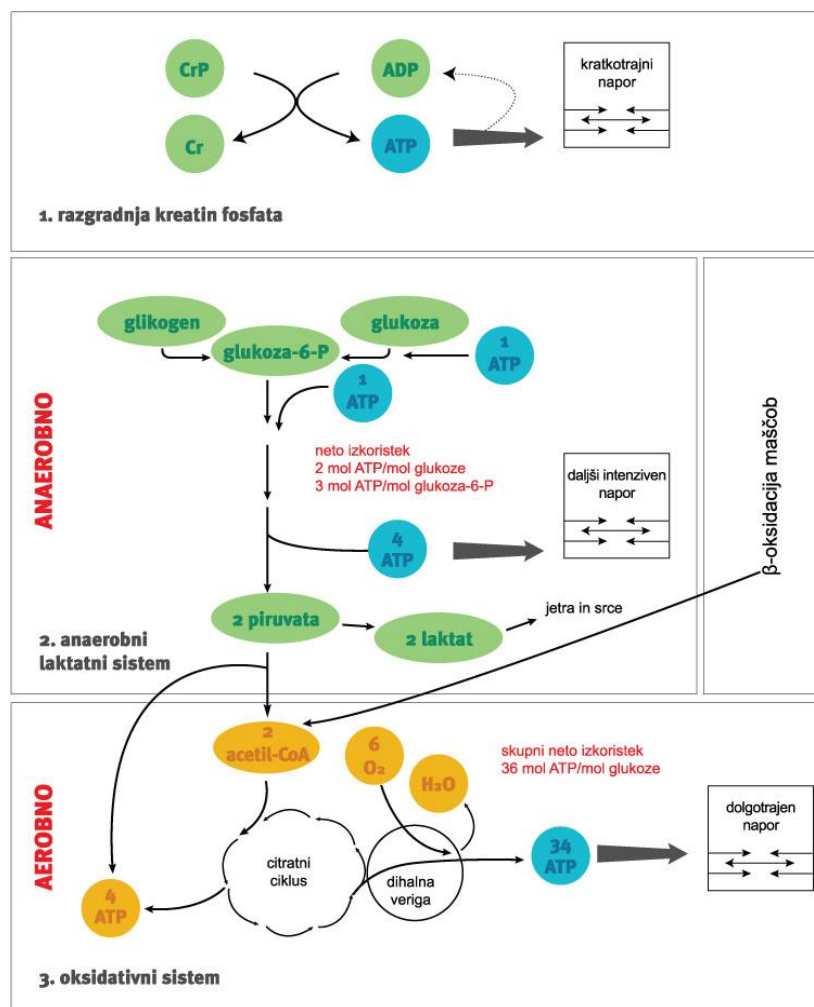 CrP
ADP
kratkotrajni
napor
Cr
ATP
1. razgradnja kreatin fosfata
ANAEROBNO
glikogen
glukoza
glukoza-6-P
1
ATP
1
ATP
neto izkoristek
2 mol ATP/mol glukoze
3 mol ATP/mol glukoza-6-P
daljši intenziven
napor
4
ATP
β-oksidacija maščob
2 piruvata
2 laktat
jetra in srce
2. anaerobni
laktatni sistem
AEROBNO
2
acetil-CoA
6
O₂
H₂O
skupni neto izkoristek
36 mol ATP/mol glukoze
dolgotrajen
napor
citratni
ciklus
dihalna
veriga
34
ATP
4
ATP
3. oksidativni sistem